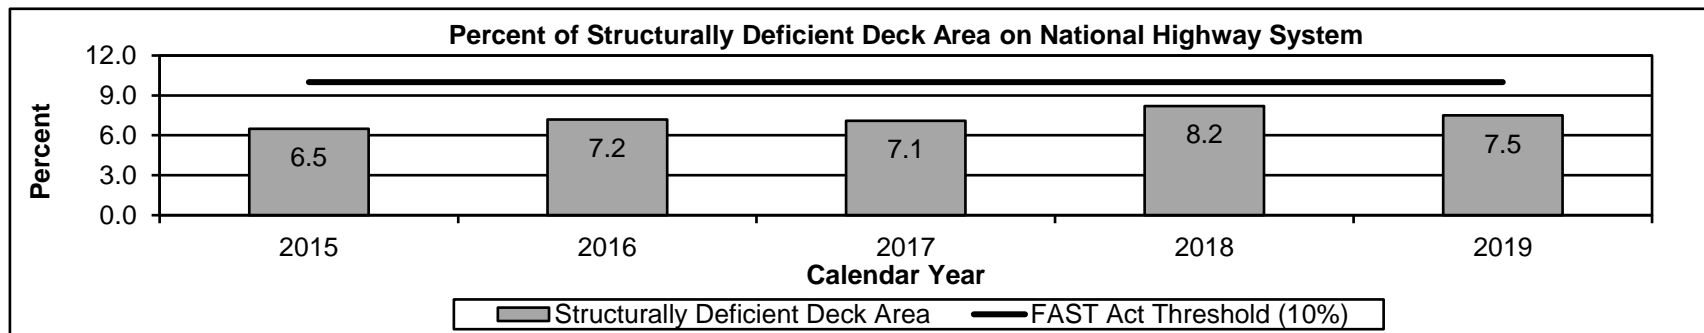 Percent of Structurally Deficient Deck Area on National Highway System
Percent
12.0
9.0
6.0
3.0
0.0
6.5
7.2
7.1
8.2
7.5
2015 2016 2017 2018 2019
Calendar Year
Structurally Deficient Deck Area FAST Act Threshold (10%)